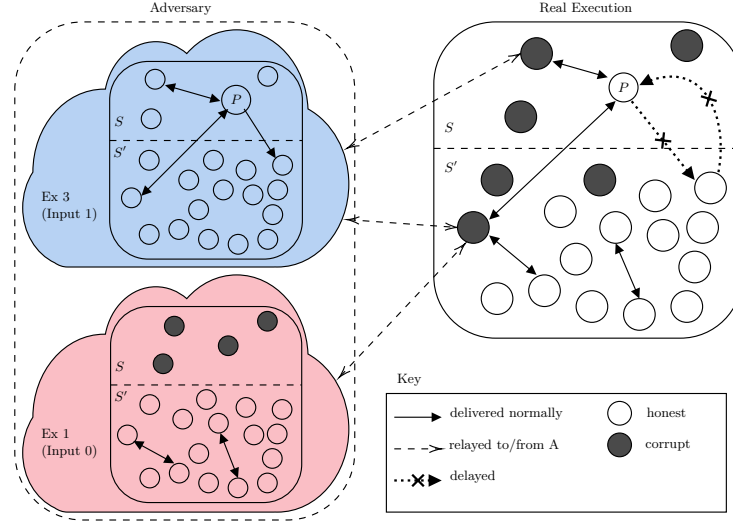 Adversary
Real Execution
P
S
S′
Ex 3
(Input 1)
P
S
S′
S
S′
Ex 1
(Input 0)
Key
delivered normally
honest
relayed to/from A
corrupt
delayed